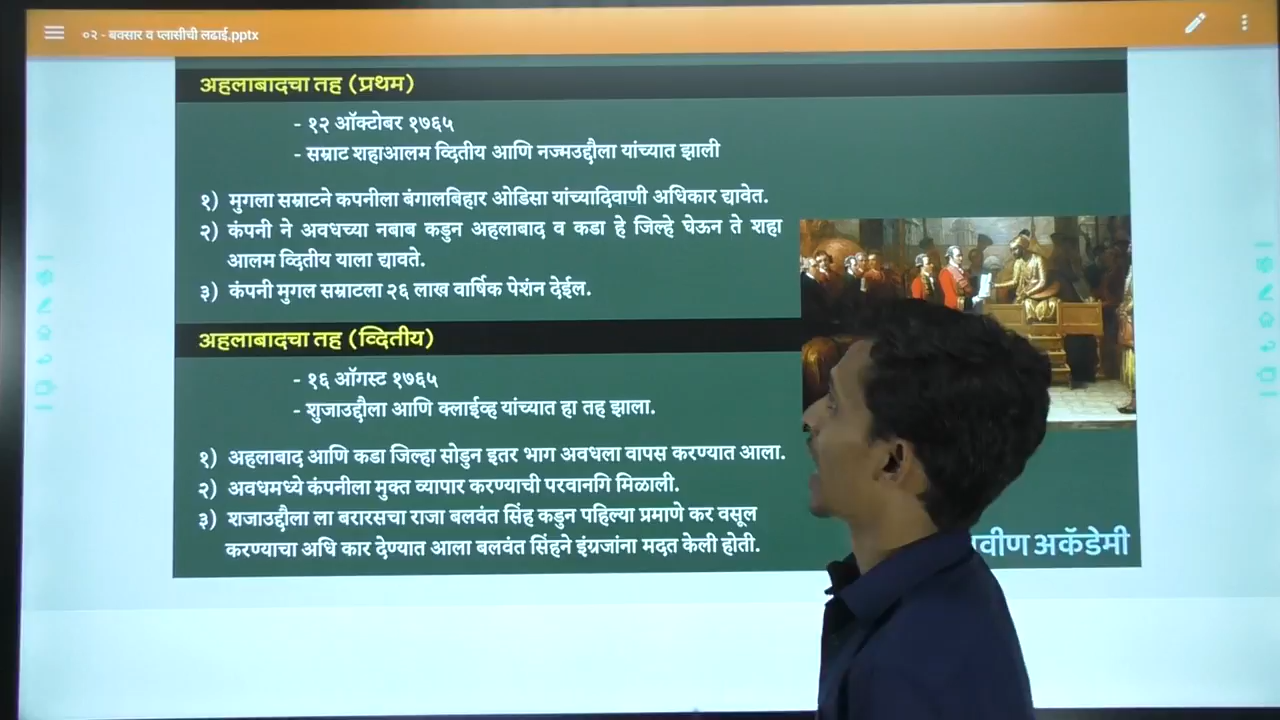 ०२ - बक्सार व प्लासीची लढाई.pptx
अहलाबादचा तह (प्रथम)
- १२ ऑक्टोबर १७६५
- सम्राट शहाआलम व्दितीय आणि नज्मउद्दौला यांच्यात झाली
१) मुगला सम्राटने कपनीला बंगालबिहार ओडिसा यांच्यादिवाणी अधिकार द्यावेत.
२) कंपनी ने अवधच्या नबाब कडुन अहलाबाद व कडा हे जिल्हे घेऊन ते शहा
आलम व्दितीय याला द्यावते.
३) कंपनी मुगल सम्राटला २६ लाख वार्षिक पेशंन देईल.
अहलाबादचा तह (व्दितीय)
- १६ ऑगस्ट १७६५
- शुजाउद्दौला आणि क्लाईव्ह यांच्यात हा तह झाला.
१) अहलाबाद आणि कडा जिल्हा सोडुन इतर भाग अवधला वापस करण्यात आला.
२) अवधमध्ये कंपनीला मुक्त व्यापार करण्याची परवानगि मिळाली.
३) शजाउद्दौला ला बरारसचा राजा बलवंत सिंह कडुन पहिल्या प्रमाणे कर वसूल
करण्याचा अधि कार देण्यात आला बलवंत सिंहने इंग्रजांना मदत केली होती.
वीण अकॅडेमी